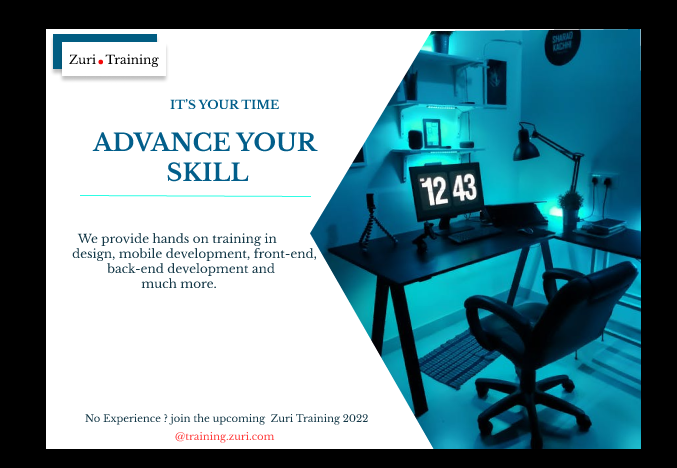 Zuri.Training
IT'S YOUR TIME
ADVANCE YOUR
SKILL
We provide hands on training in
design, mobile development, front-end,
back-end development and
much more.
No Experience ? join the upcoming Zuri Training 2022
@training.zuri.com
12 43
SHARAD
KACHHI